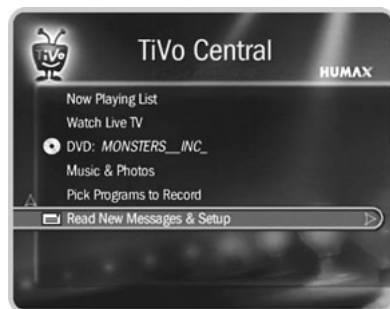 TiVo
TiVo Central
HUMAX
Now Playing List
Watch Live TV
DVD: MONSTERS__INC_
Music & Photos
Pick Programs to Record
Read New Messages & Setup